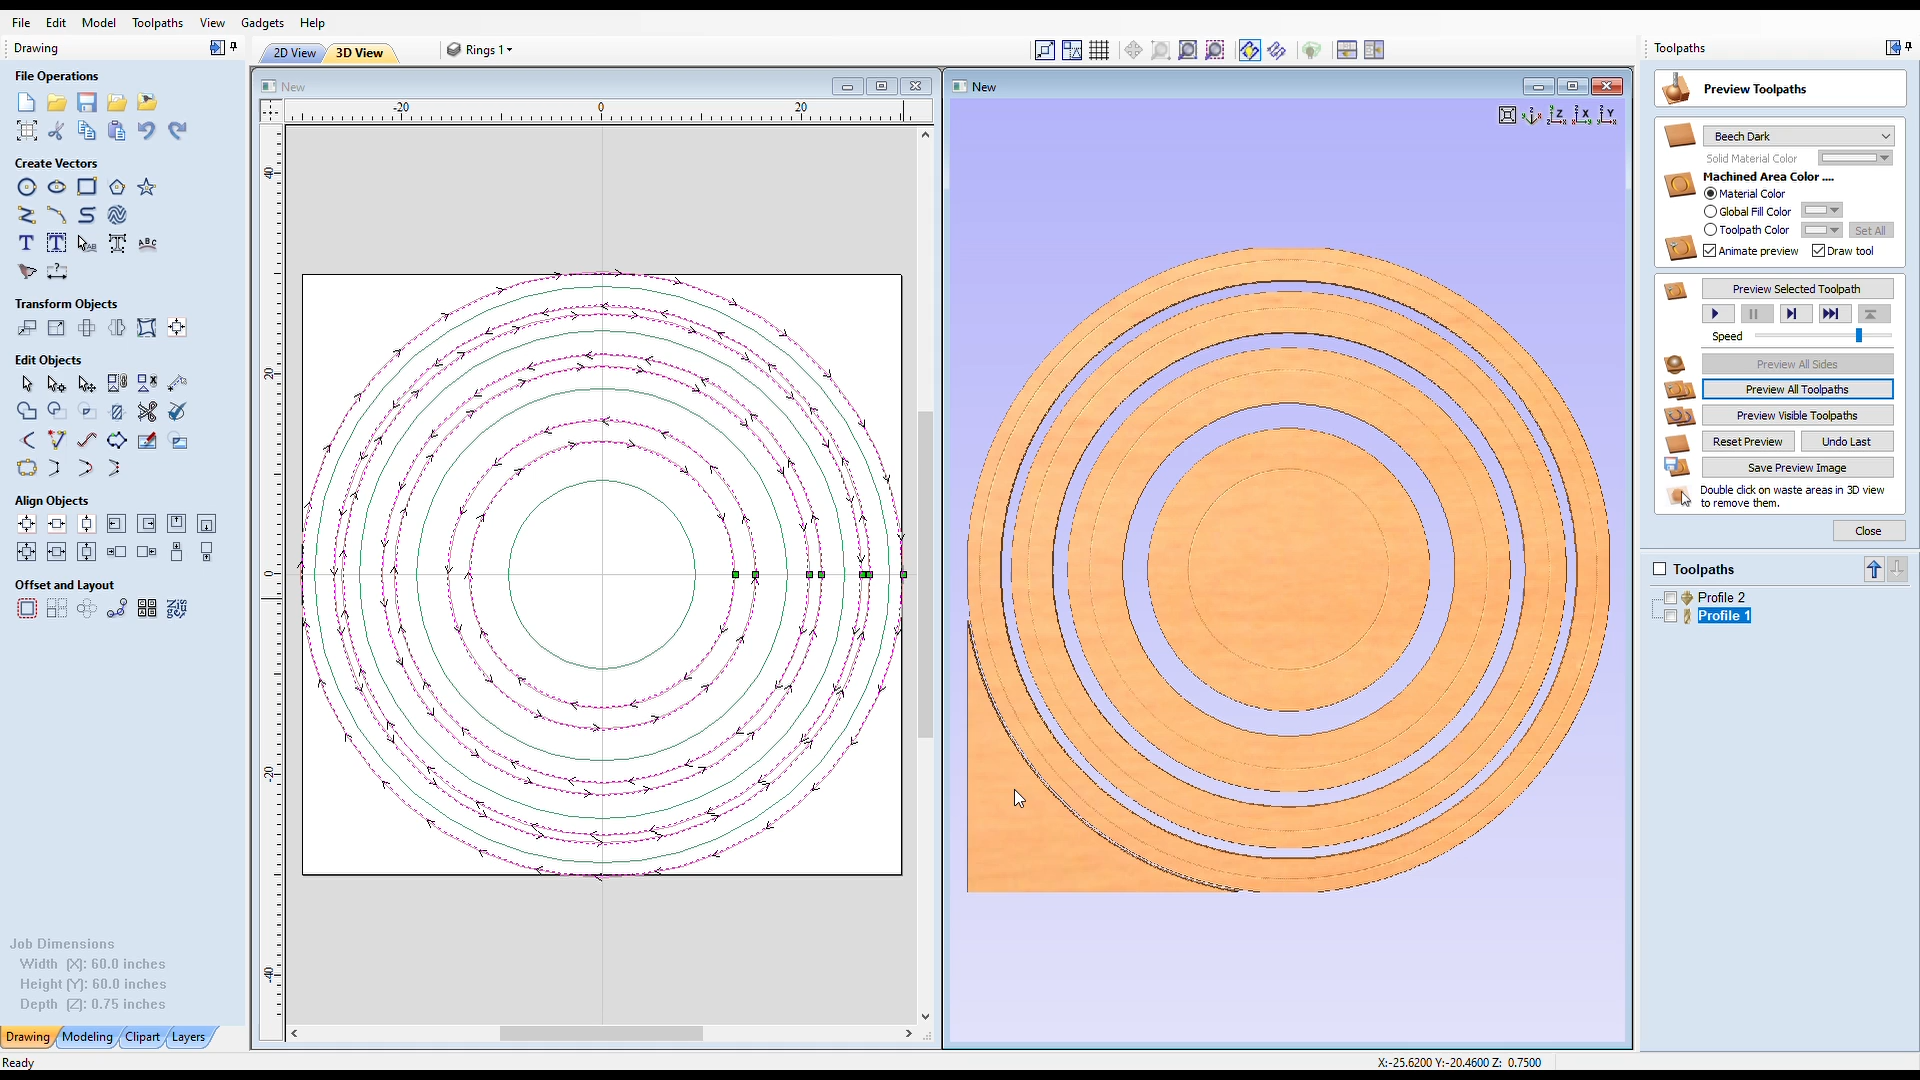 File Edit Model Toolpaths View Gadgets Help
Drawing
2D View 3D View Rings 1
Toolpaths
File Operations
Create Vectors
Transform Objects
Edit Objects
Align Objects
Offset and Layout
Job Dimensions
Width (X): 60.0 inches
Height (Y): 60.0 inches
Depth (Z): 0.75 inches
Drawing Modeling Clipart Layers
Ready
New
-20 0 20
40
20
0
-20
-40
New
Preview Toolpaths
Beech Dark
Solid Material Color
Machined Area Color ....
Material Color
Global Fill Color
Toolpath Color Set All
Animate preview Draw tool
Preview Selected Toolpath
Speed
Preview All Sides
Preview All Toolpaths
Preview Visible Toolpaths
Reset Preview Undo Last
Save Preview Image
Double click on waste areas in 3D view
to remove them.
Close
Toolpaths
Profile 2
Profile 1
X:-25.6200 Y:-20.4600 Z: 0.7500